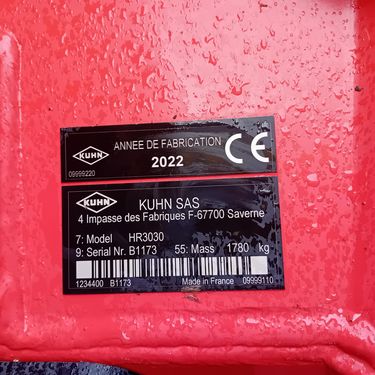 KUHN
ANNEE DE FABRICATION
2022
CE
09999220
KUHN
KUHN SAS
4 Impasse des Fabriques F-67700 Saverne
7: Model HR3030
9: Serial Nr. B1173 55: Mass 1780 kg
1234400 B1173 Made in France 09999110